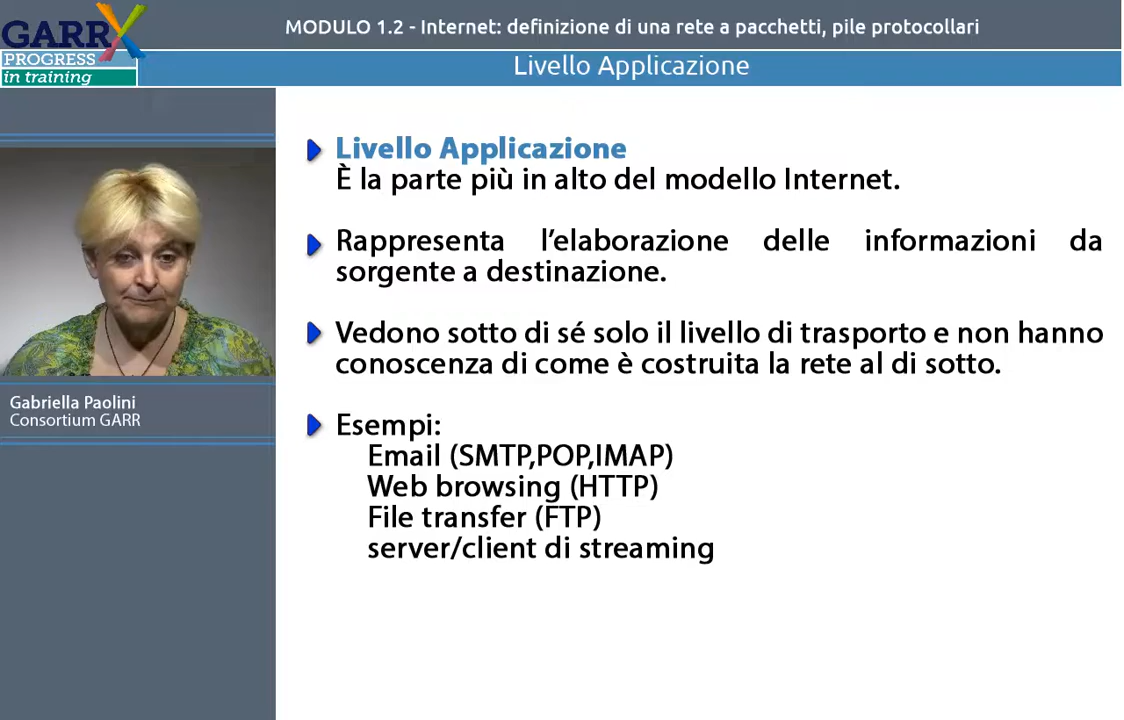 GARRX
PROGRESS
in training
MODULO 1.2 - Internet: definizione di una rete a pacchetti, pile protocollari
Livello Applicazione
Gabriella Paolini
Consortium GARR
Livello Applicazione
È la parte più in alto del modello Internet.
Rappresenta l’elaborazione delle informazioni da
sorgente a destinazione.
Vedono sotto di sé solo il livello di trasporto e non hanno
conoscenza di come è costruita la rete al di sotto.
Esempi:
Email (SMTP,POP,IMAP)
Web browsing (HTTP)
File transfer (FTP)
server/client di streaming